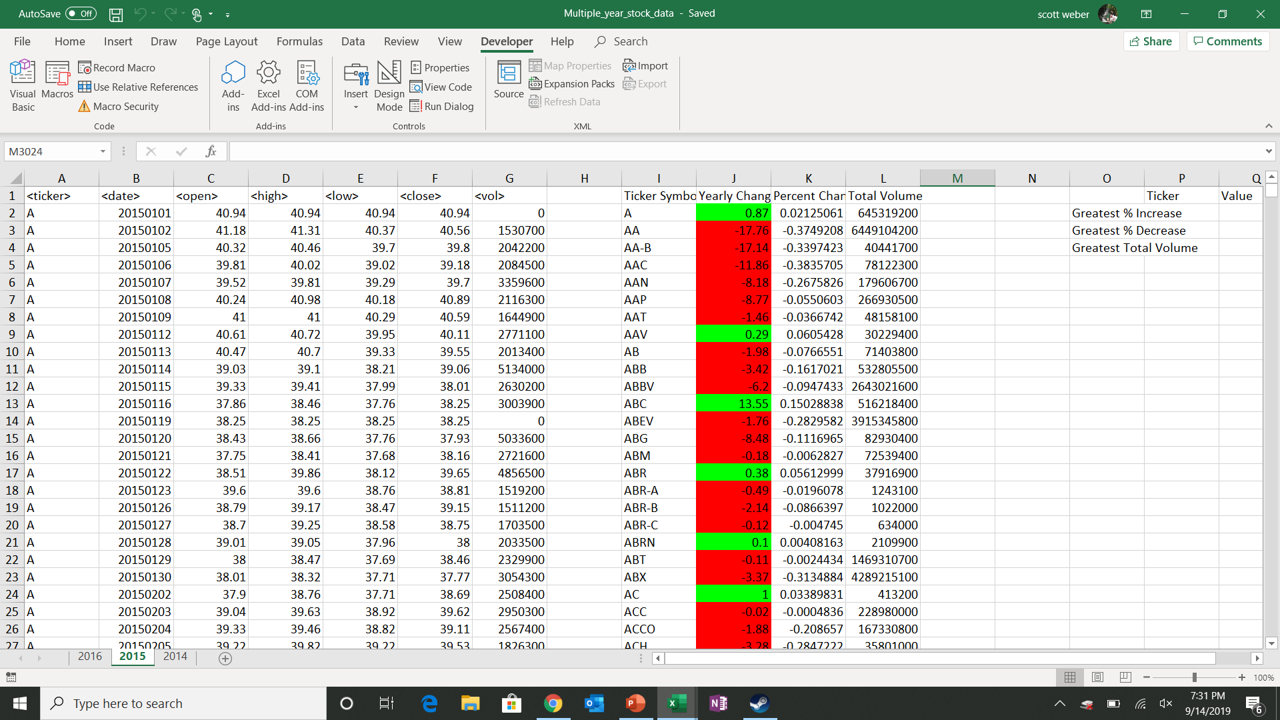 AutoSave Off Multiple_year_stock_data - Saved scott weber
File Home Insert Draw Page Layout Formulas Data Review View Developer Help Search Share Comments
Visual Basic Macros Record Macro Use Relative References Macro Security Code
Add-ins Excel Add-ins COM Add-ins Add-ins
Insert Design Mode Properties View Code Run Dialog Controls
Source Map Properties Expansion Packs Refresh Data Import Export XML
M3024 fx
A B C D E F G H I J K L M N O P Q
1 <ticker> <date> <open> <high> <low> <close> <vol> Ticker Symbo Yearly Chang Percent Char Total Volume Ticker Value
2 A 20150101 40.94 40.94 40.94 40.94 0 A 0.87 0.02125061 645319200 Greatest % Increase
3 A 20150102 41.18 41.31 40.37 40.56 1530700 AA -17.76 -0.3749208 6449104200 Greatest % Decrease
4 A 20150105 40.32 40.46 39.7 39.8 2042200 AA-B -17.14 -0.3397423 40441700 Greatest Total Volume
5 A 20150106 39.81 40.02 39.02 39.18 2084500 AAC -11.86 -0.3835705 78122300
6 A 20150107 39.52 39.81 39.29 39.7 3359600 AAN -8.18 -0.2675826 179606700
7 A 20150108 40.24 40.98 40.18 40.89 2116300 AAP -8.77 -0.0550603 266930500
8 A 20150109 41 41 40.29 40.59 1644900 AAT -1.46 -0.0366742 48158100
9 A 20150112 40.61 40.72 39.95 40.11 2771100 AAV 0.29 0.0605428 30229400
10 A 20150113 40.47 40.7 39.33 39.55 2013400 AB -1.98 -0.0766551 71403800
11 A 20150114 39.03 39.1 38.21 39.06 5134000 ABB -3.42 -0.1617021 532805500
12 A 20150115 39.33 39.41 37.99 38.01 2630200 ABBV -6.2 -0.0947433 2643021600
13 A 20150116 37.86 38.46 37.76 38.25 3003900 ABC 13.55 0.15028838 516218400
14 A 20150119 38.25 38.25 38.25 38.25 0 ABEV -1.76 -0.2829582 3915345800
15 A 20150120 38.43 38.66 37.76 37.93 5033600 ABG -8.48 -0.1116965 82930400
16 A 20150121 37.75 38.41 37.68 38.16 2721600 ABM -0.18 -0.0062827 72539400
17 A 20150122 38.51 39.86 38.12 39.65 4856500 ABR 0.38 0.05612999 37916900
18 A 20150123 39.6 39.6 38.76 38.81 1519200 ABR-A -0.49 -0.0196078 1243100
19 A 20150126 38.79 39.17 38.47 39.15 1511200 ABR-B -2.14 -0.0866397 1022000
20 A 20150127 38.7 39.25 38.58 38.75 1703500 ABR-C -0.12 -0.004745 634000
21 A 20150128 39.01 39.05 37.96 38 2033500 ABRN 0.1 0.00408163 2109900
22 A 20150129 38 38.47 37.69 38.46 2329900 ABT -0.11 -0.0024434 1469310700
23 A 20150130 38.01 38.32 37.71 37.77 3054300 ABX -3.37 -0.3134884 4289215100
24 A 20150202 37.9 38.76 37.71 38.69 2508400 AC 1 0.03389831 413200
25 A 20150203 39.04 39.63 38.92 39.62 2950300 ACC -0.02 -0.0004836 228980000
26 A 20150204 39.33 39.46 38.82 39.11 2567400 ACCO -1.88 -0.208657 167330800
27 A 20150205 39.22 39.82 39.22 39.53 1826300 ACH -3.28 -0.2847222 35801000
2016 2015 2014
100%
Type here to search 7:31 PM
9/14/2019 6